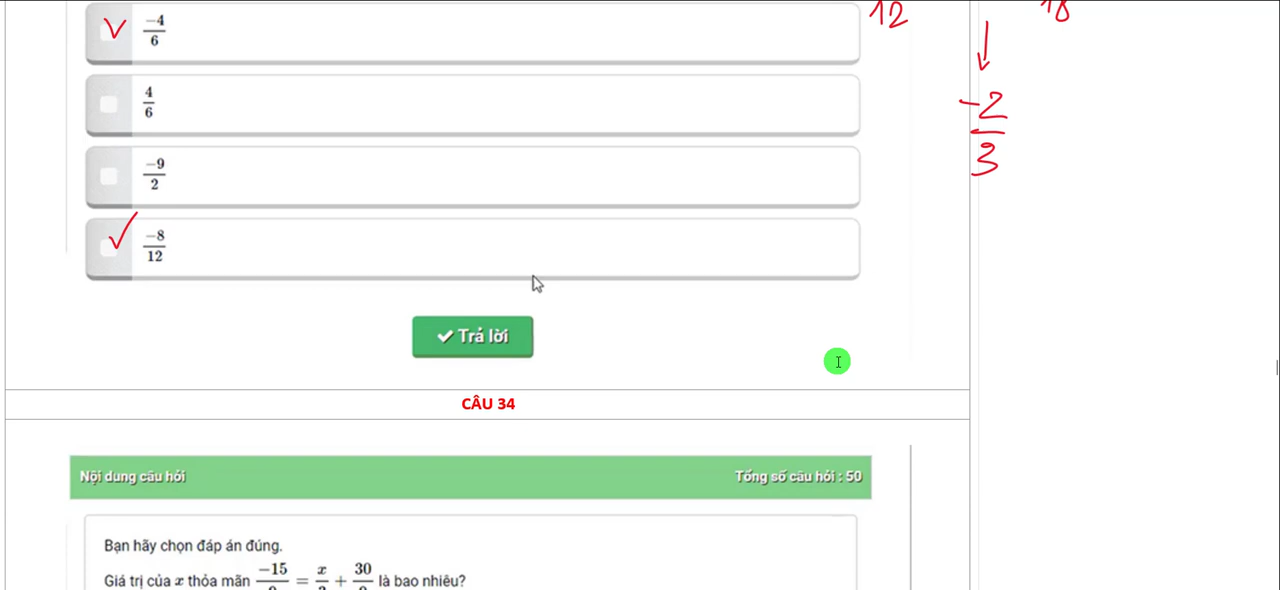 -4/6
12
4/6
-2/3
-9/2
-8/12
Trả lời
CÂU 34
Nội dung câu hỏi
Tổng số câu hỏi : 50
Bạn hãy chọn đáp án đúng.
Giá trị của x thỏa mãn -15 = x + 30 là bao nhiêu?